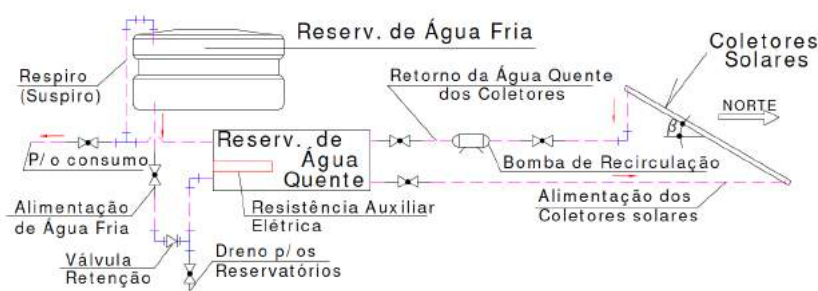 Reserv. de Água Fria
Coletores
Solares
Respiro
(Suspiro)
Retorno da Água Quente
dos Coletores
NORTE
β
Reserv. de
Água
Quente
P/ o consumo
Bomba de Recirculação
Alimentação
de Água Fria
Resistência Auxiliar
Elétrica
Alimentação dos
Coletores solares
Válvula
Retenção
Dreno p/ os
Reservatórios